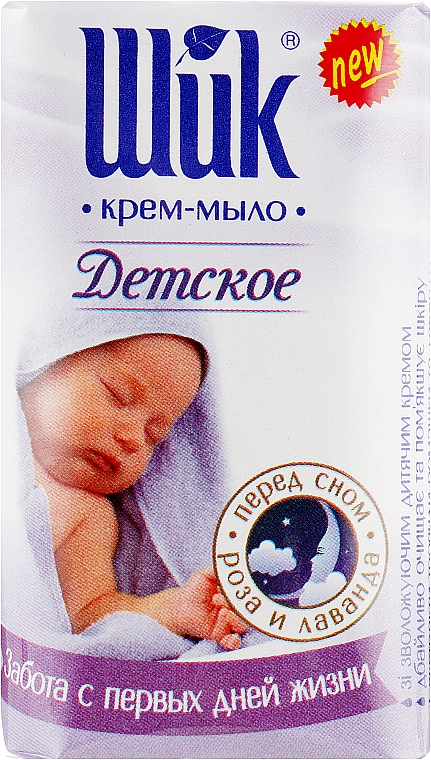 Шик®
new
• крем-мыло •
Детское
перед сном
роза и лаванда
Забота с первых дней жизни
зі зволожуючим дитячим кремом
дбайливо очищає та пом'якшує шкіру